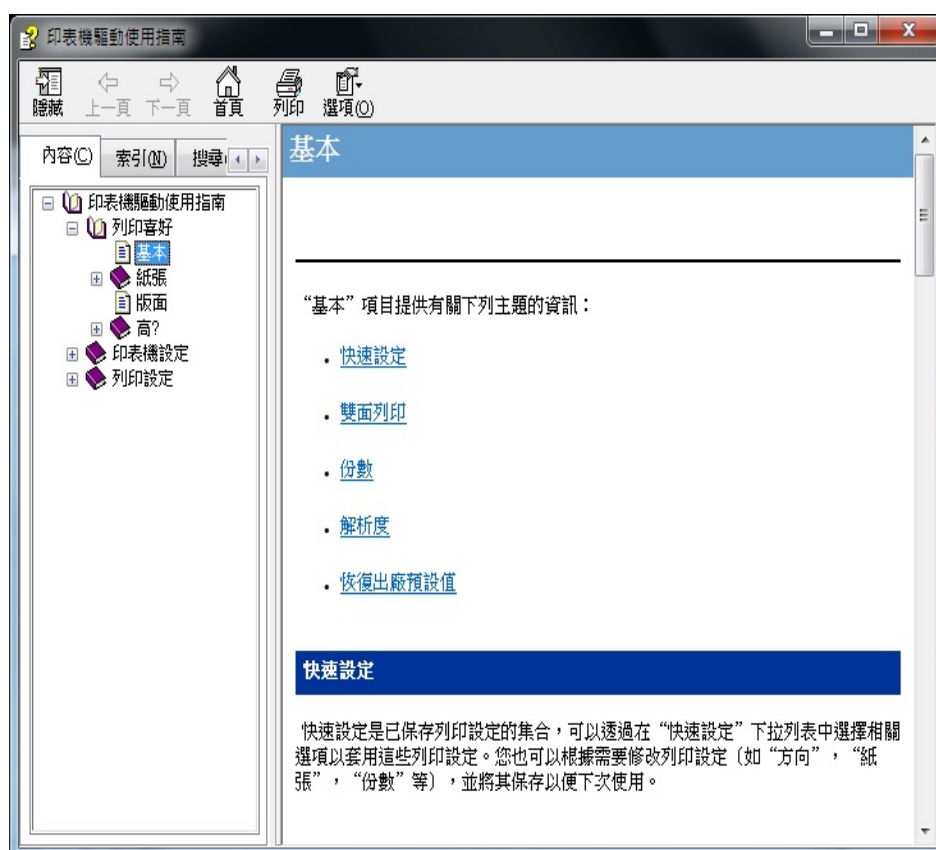 印表機驅動使用指南
隱藏 上一頁 下一頁 首頁 列印 選項(O)
內容(C) 索引(N) 搜尋
印表機驅動使用指南
列印喜好
基本
紙張
版面
高?
印表機設定
列印設定
基本
“基本”項目提供有關下列主題的資訊：
• 快速設定
• 雙面列印
• 份數
• 解析度
• 恢復出廠預設值
快速設定
快速設定是已保存列印設定的集合，可以透過在“快速設定”下拉列表中選擇相關
選項以套用這些列印設定。您也可以根據需要修改列印設定（如“方向”，“紙
張”，“份數”等），並將其保存以便下次使用。